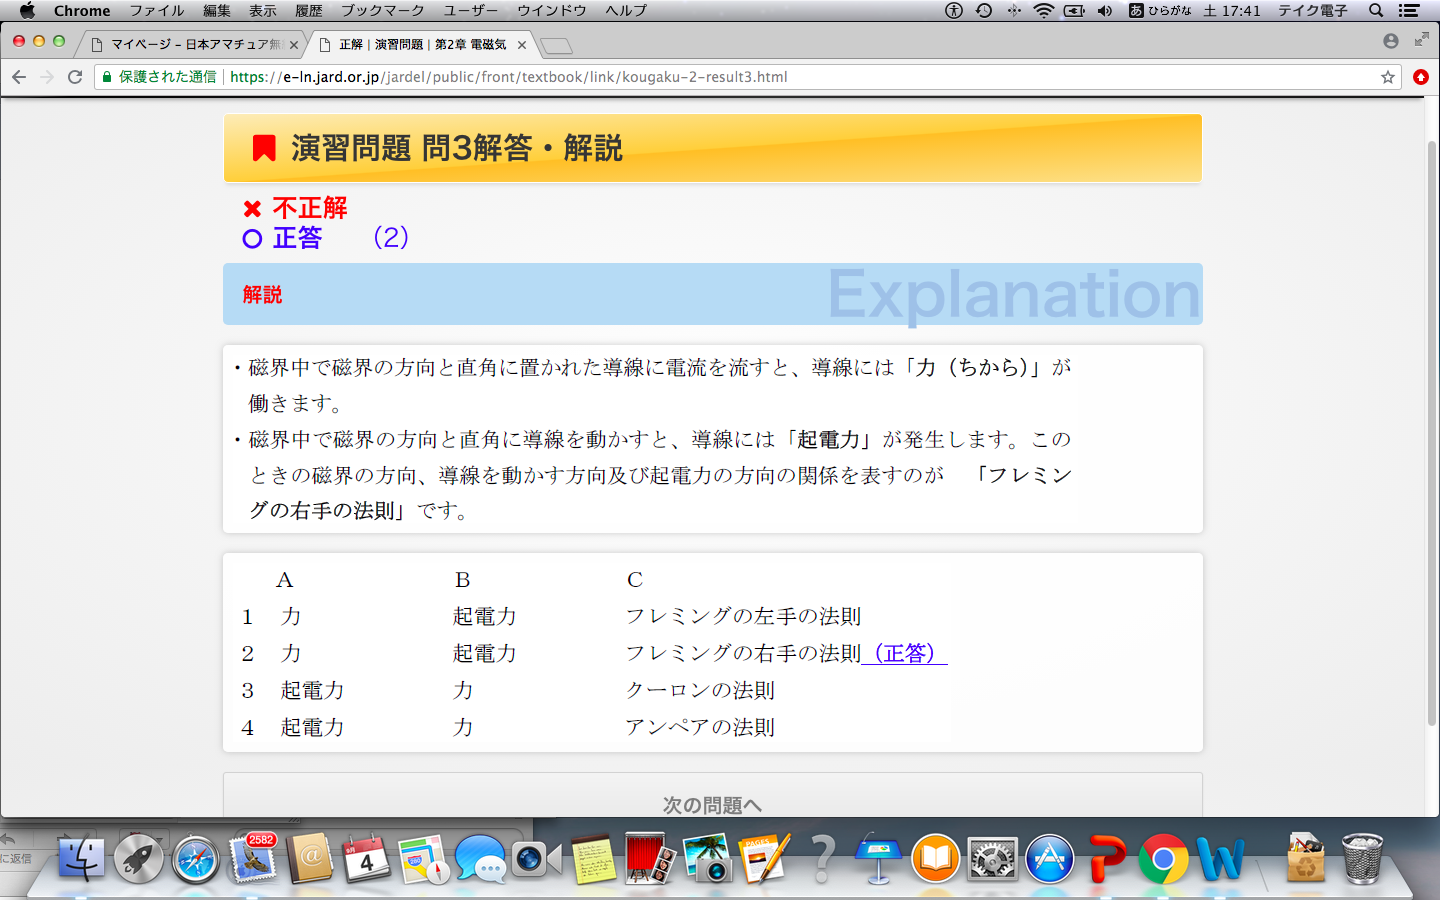 Chrome ファイル 編集 表示 履歴 ブックマーク ユーザー ウインドウ ヘルプ あ ひらがな 土 17:41 テイク電子
マイページ - 日本アマチュア無 正解 | 演習問題 | 第2章 電磁気
保護された通信 https://e-ln.jard.or.jp/jardel/public/front/textbook/link/kougaku-2-result3.html
演習問題 問3解答・解説
不正解
正答 （2）
解説 Explanation
・磁界中で磁界の方向と直角に置かれた導線に電流を流すと、導線には「力（ちから）」が
働きます。
・磁界中で磁界の方向と直角に導線を動かすと、導線には「起電力」が発生します。この
ときの磁界の方向、導線を動かす方向及び起電力の方向の関係を表すのが 「フレミン
グの右手の法則」です。
A B C
1 力 起電力 フレミングの左手の法則
2 力 起電力 フレミングの右手の法則（正答）
3 起電力 力 クーロンの法則
4 起電力 力 アンペアの法則
次の問題へ
に返信
2582
4
280
PAGES